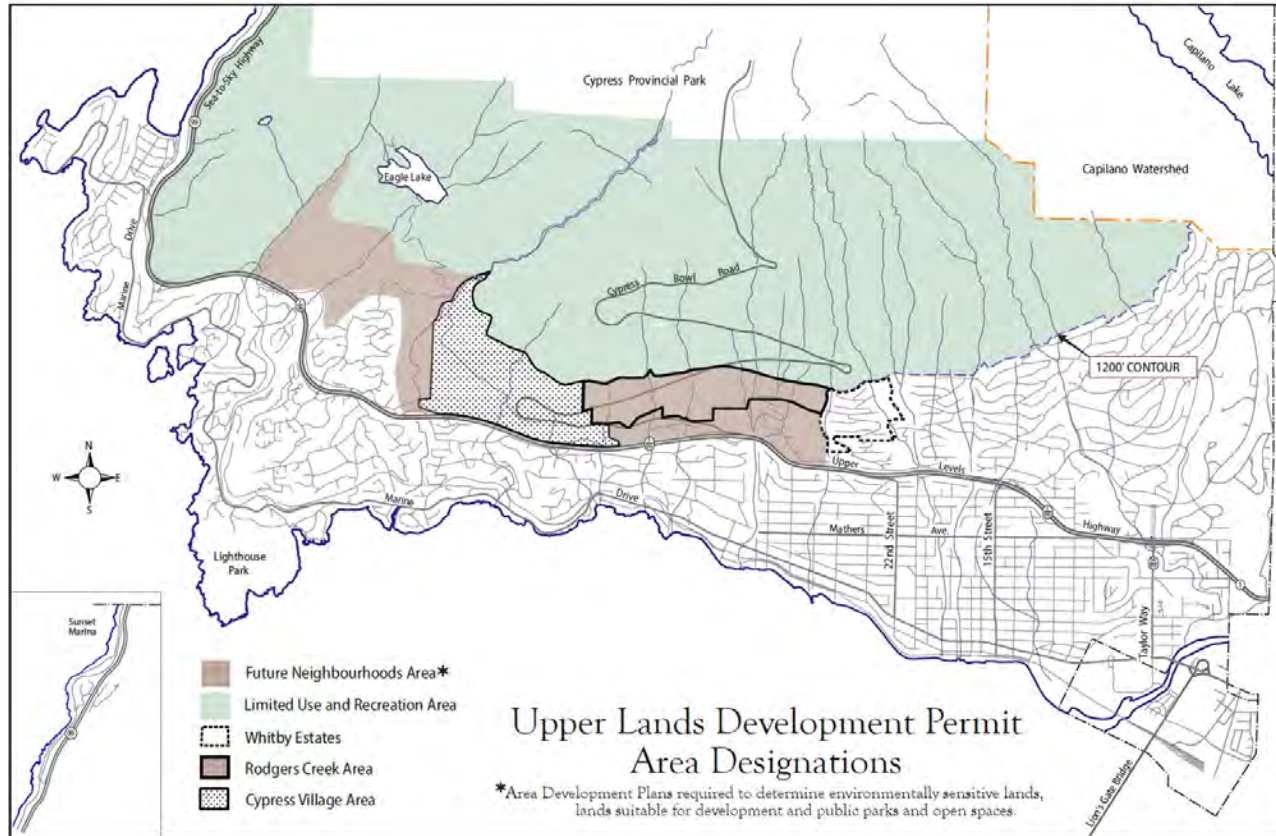 Cypress Provincial Park
Capilano
Lake
Sea-to-Sky Highway
99
Eagle Lake
Capilano Watershed
Marine
Drive
Cypress Bowl Road
1200' CONTOUR
N
W E
S
Marine
Drive
Upper Levels
Highway
Mathers Ave.
22nd Street
15th Street
Lighthouse
Park
Taylor Way
Lion's Gate Bridge
Sunset
Marina
Future Neighbourhoods Area*
Limited Use and Recreation Area
Whitby Estates
Rodgers Creek Area
Cypress Village Area
Upper Lands Development Permit
Area Designations
*Area Development Plans required to determine environmentally sensitive lands,
lands suitable for development and public parks and open spaces.